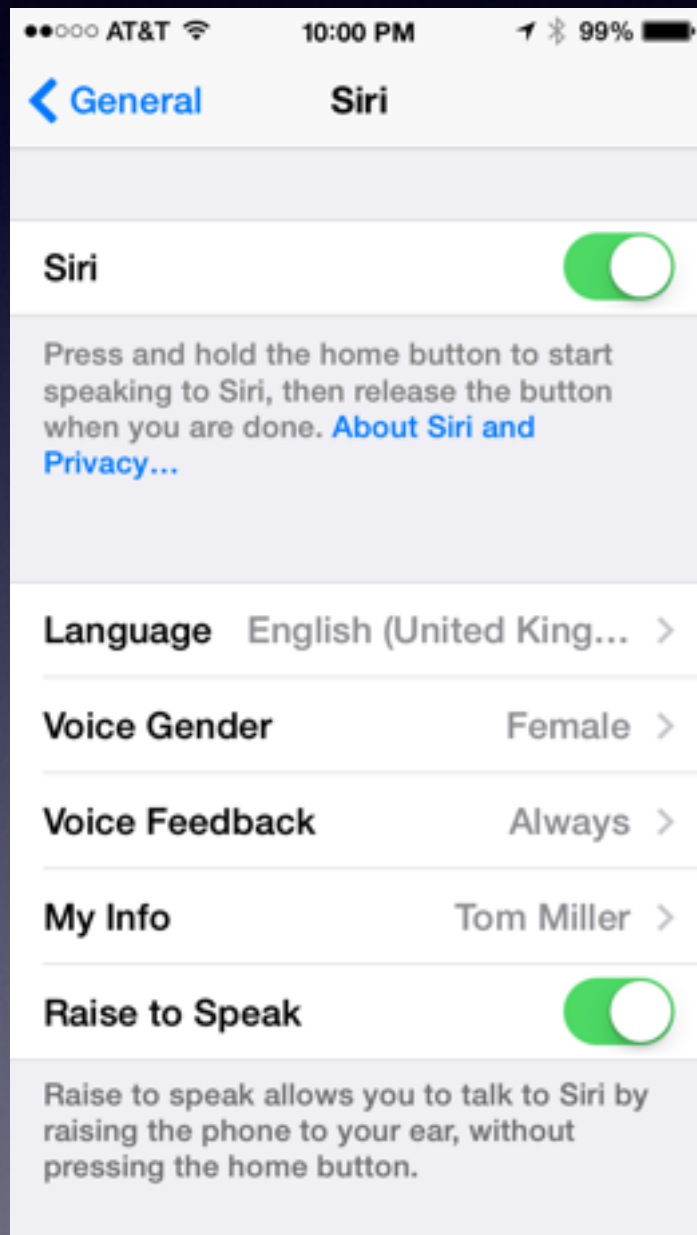 AT&T 10:00 PM 99%
General Siri
Siri
Press and hold the home button to start
speaking to Siri, then release the button
when you are done. About Siri and
Privacy...
Language English (United King...
Voice Gender Female
Voice Feedback Always
My Info Tom Miller
Raise to Speak
Raise to speak allows you to talk to Siri by
raising the phone to your ear, without
pressing the home button.